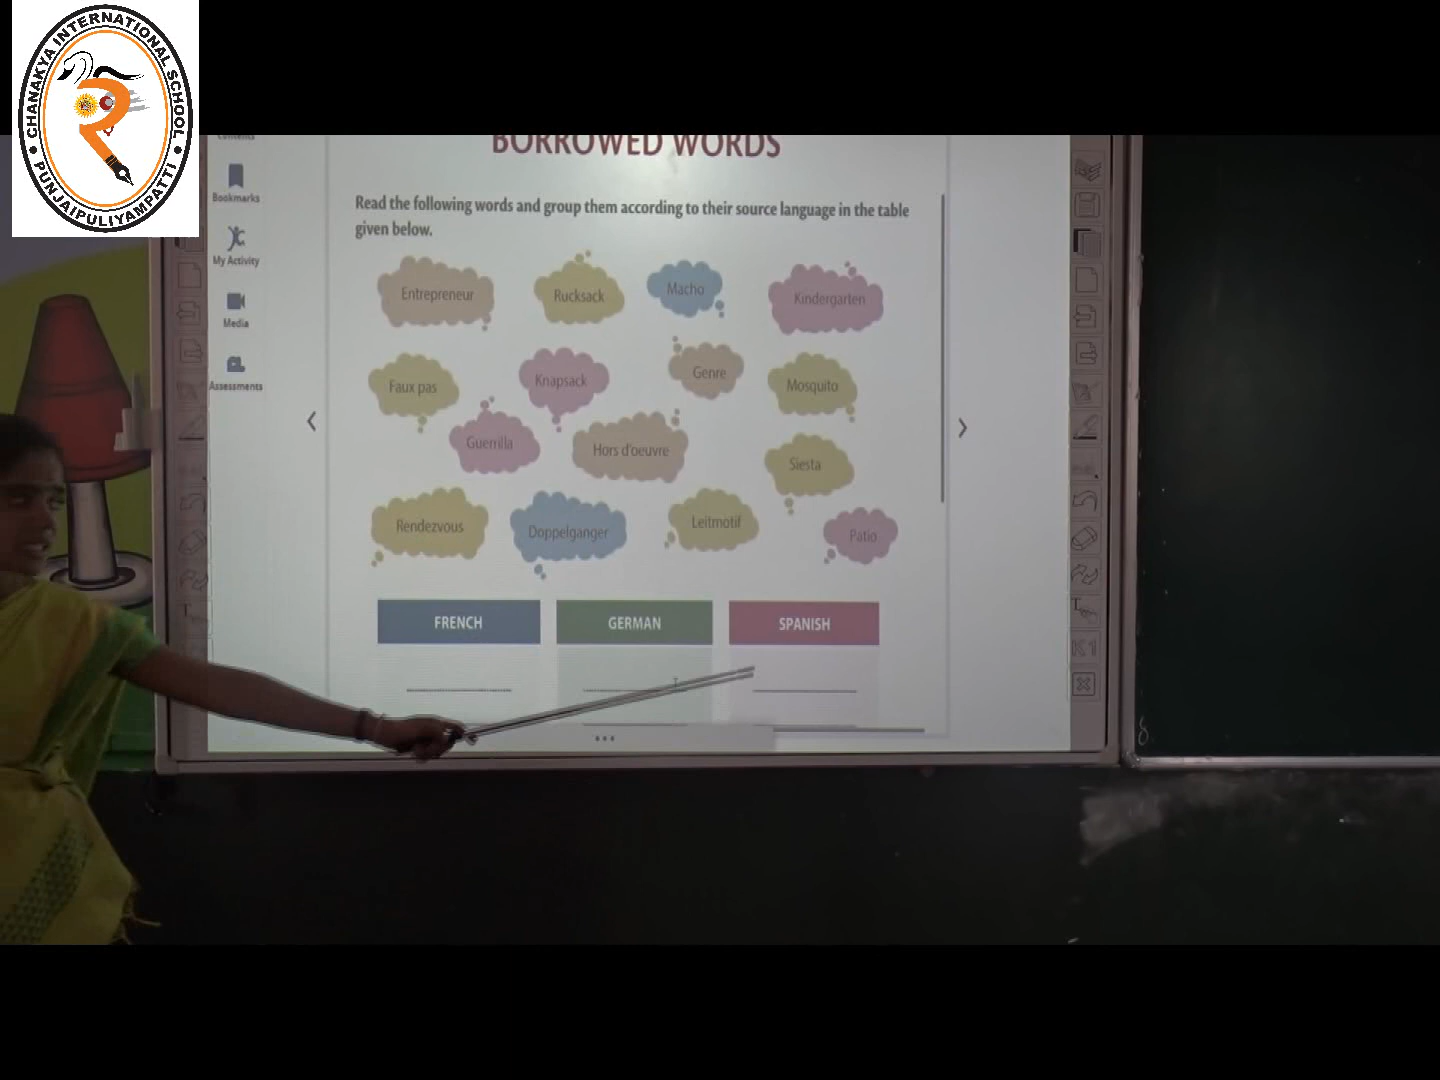 CHANAKYA INTERNATIONAL SCHOOL
PUNJAIPULIYAMPATTI
BORROWED WORDS
Contents
Bookmarks
My Activity
Media
Assessments
Read the following words and group them according to their source language in the table
given below.
Entrepreneur
Rucksack
Macho
Kindergarten
Faux pas
Knapsack
Genre
Mosquito
Guerrilla
Hors d'oeuvre
Siesta
Rendezvous
Doppelganger
Leitmotif
Patio
FRENCH
GERMAN
SPANISH